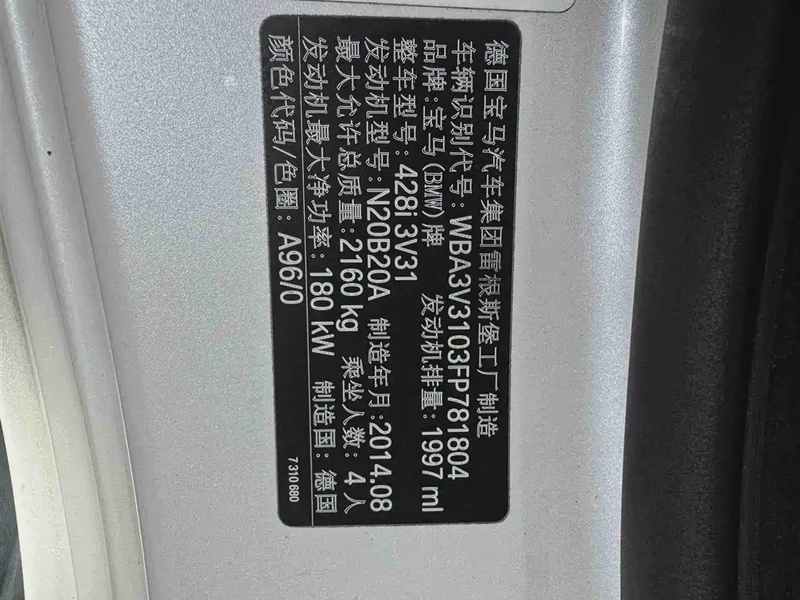 德国宝马汽车集团雷根斯堡工厂制造
车辆识别代号: WBA3V3103FP781804
品牌:宝马(BMW)牌 发动机排量: 1997 ml
整车型号: 428i 3V31
发动机型号: N20B20A 制造年月:2014.08
最大允许总质量: 2160 kg 乘坐人数: 4人
发动机最大净功率: 180 kW 制造国: 德国
颜色代码/色圈: A96/0
7 310 680